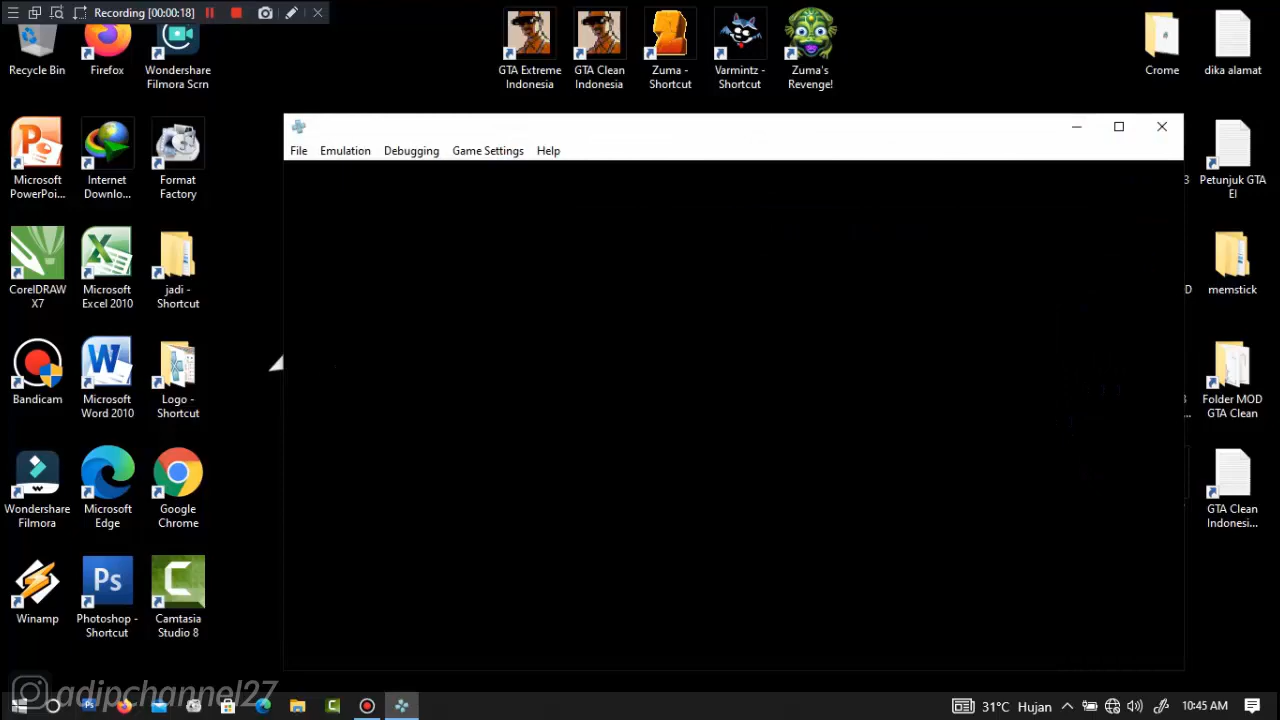 Recording [00:00:18]
Recycle Bin
Firefox
Wondershare
Filmora Scrn
GTA Extreme
Indonesia
GTA Clean
Indonesia
Zuma -
Shortcut
Varmintz -
Shortcut
Zuma's
Revenge!
Crome
dika alamat
File Emulation Debugging Game Settings Help
Microsoft
PowerPoi...
Internet
Downlo...
Format
Factory
3
Petunjuk GTA
EI
CorelDRAW
X7
Microsoft
Excel 2010
jadi -
Shortcut
D
memstick
Bandicam
Microsoft
Word 2010
Logo -
Shortcut
3
...
Folder MOD
GTA Clean
Wondershare
Filmora
Microsoft
Edge
Google
Chrome
GTA Clean
Indonesi...
Winamp
Photoshop -
Shortcut
Camtasia
Studio 8
adipchannel27
31°C Hujan
10:45 AM